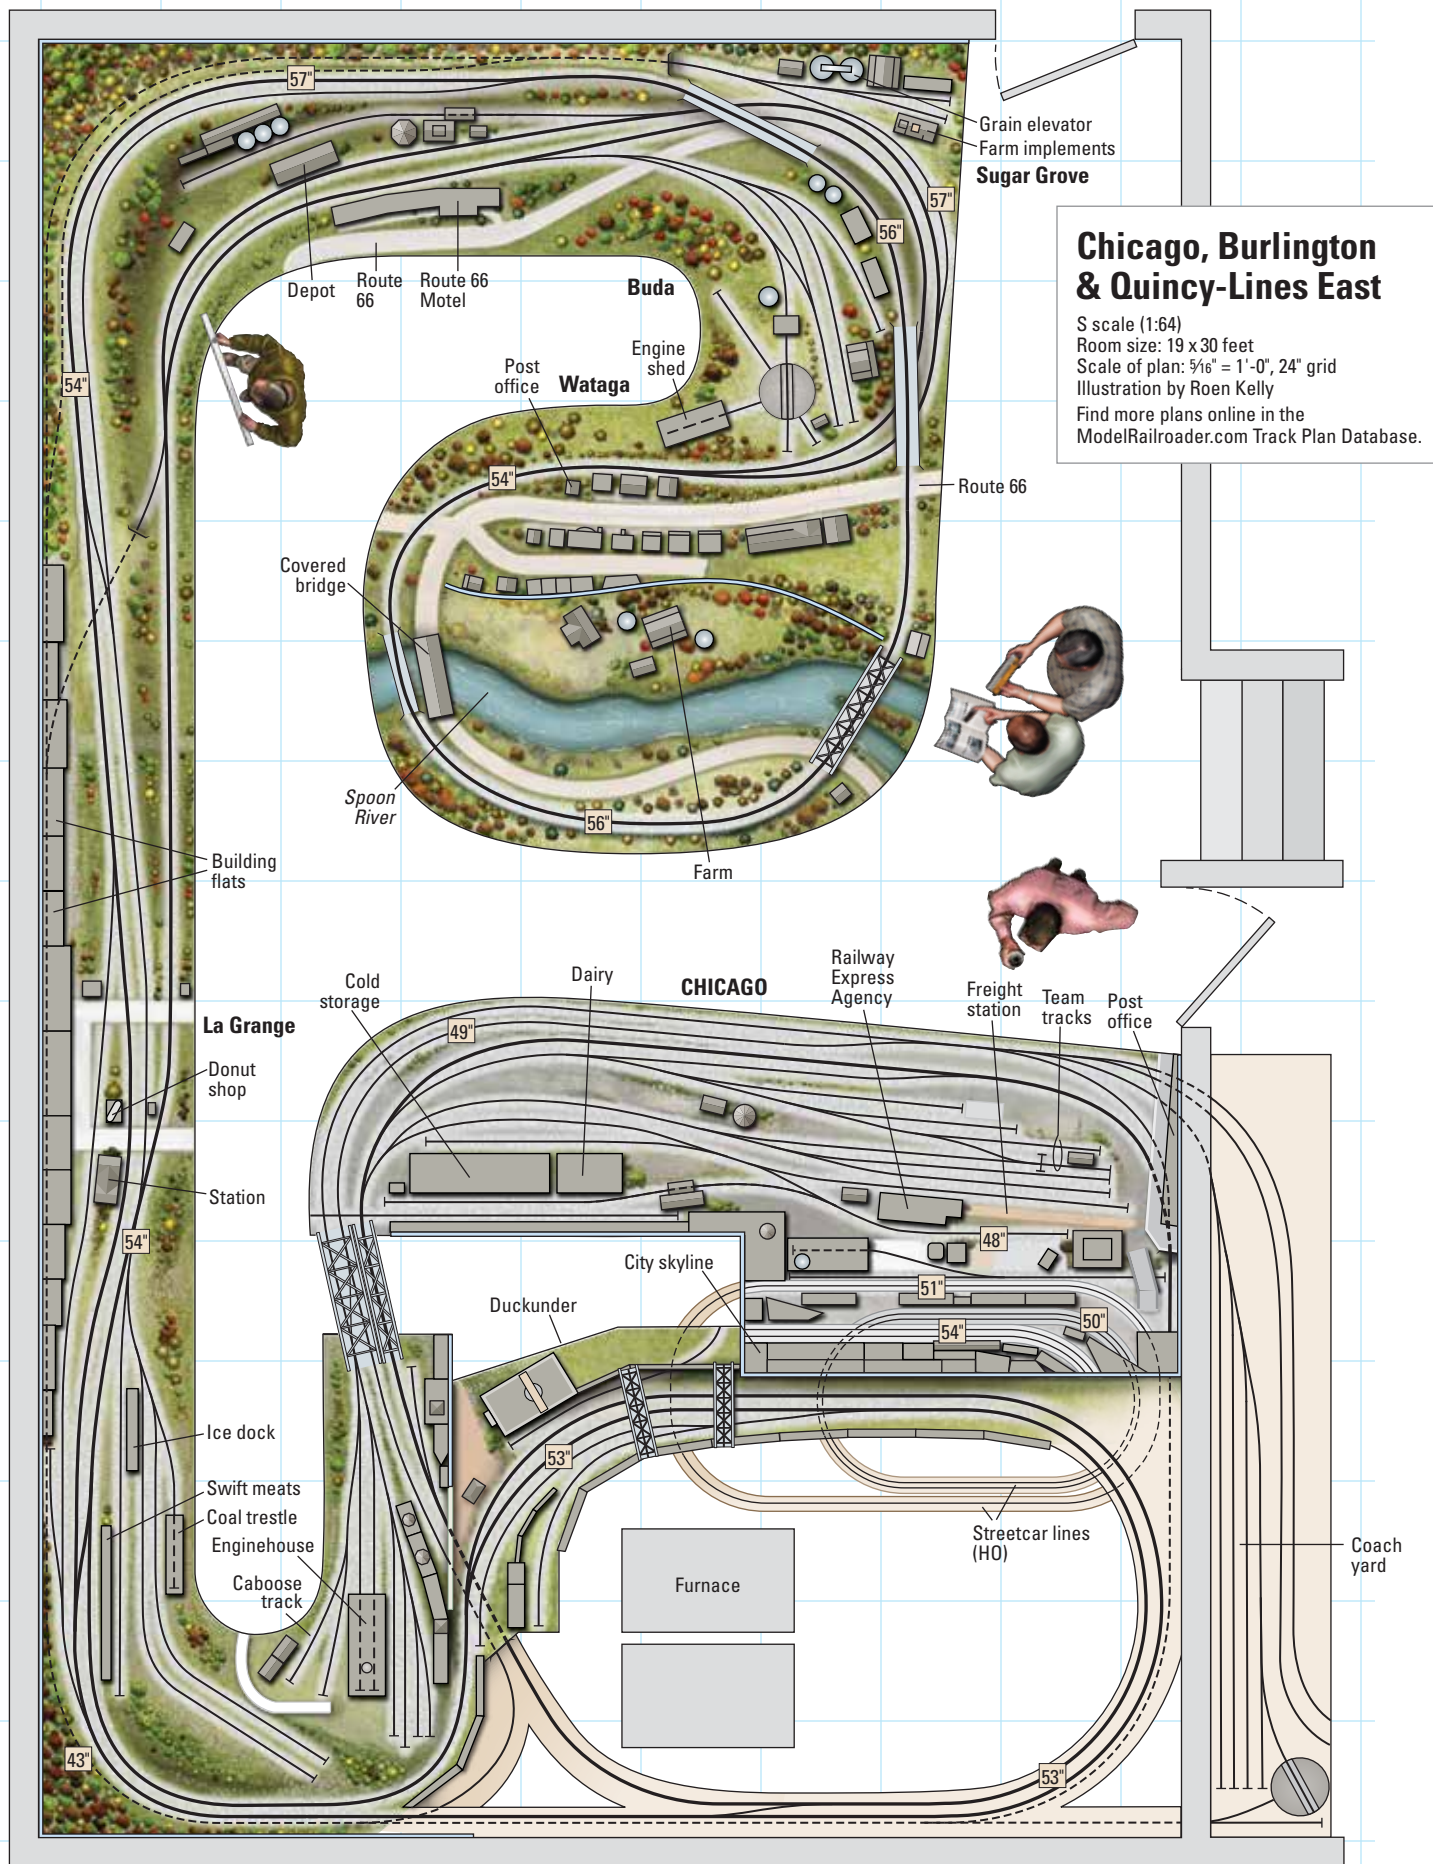 57"
Grain elevator
Farm implements
Sugar Grove
57"
56"
Chicago, Burlington
& Quincy-Lines East
S scale (1:64)
Room size: 19 x 30 feet
Scale of plan: 5⁄16" = 1'-0", 24" grid
Illustration by Roen Kelly
Find more plans online in the
ModelRailroader.com Track Plan Database.
Depot
Route
66
Route 66
Motel
Buda
Engine
shed
Post
office
Wataga
54"
54"
Route 66
Covered
bridge
Spoon
River
56"
Farm
Building
flats
La Grange
Donut
shop
Station
54"
Cold
storage
Dairy
CHICAGO
Railway
Express
Agency
Freight
station
Team
tracks
Post
office
49"
48"
City skyline
51"
50"
54"
Duckunder
53"
Ice dock
Swift meats
Coal trestle
Enginehouse
Caboose
track
Streetcar lines
(HO)
Furnace
Coach
yard
43"
53"